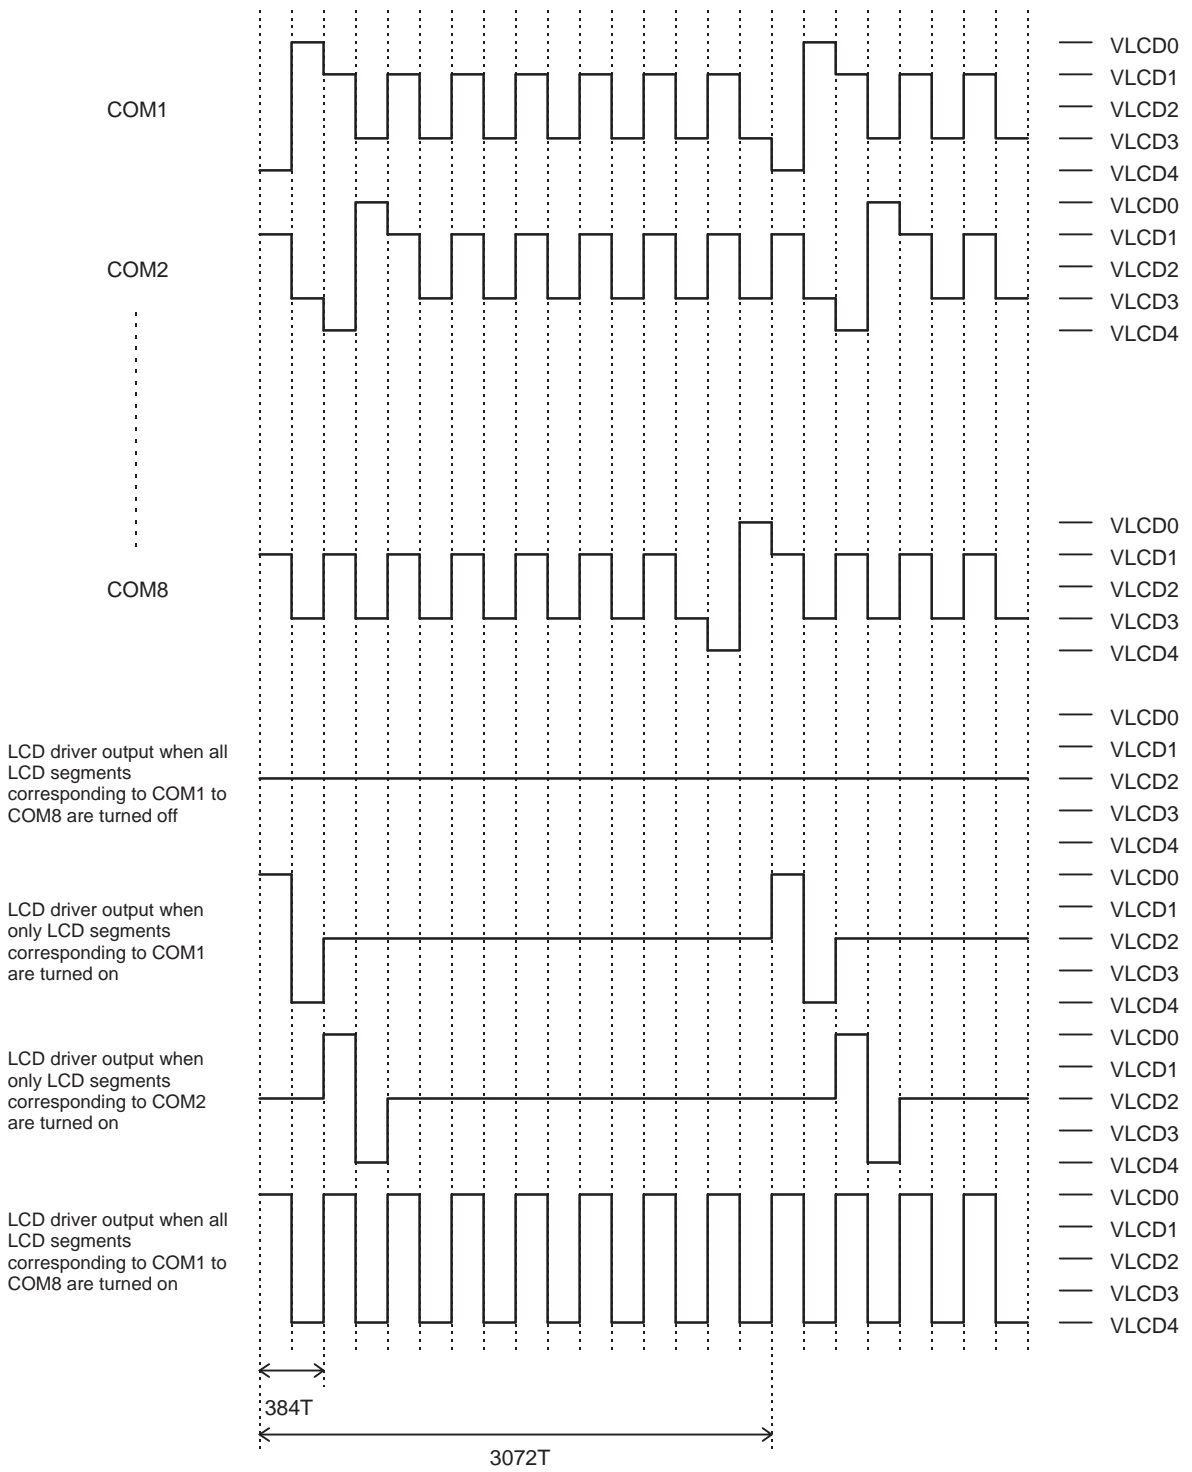 VLCD0
VLCD1
COM1
VLCD2
VLCD3
VLCD4
VLCD0
VLCD1
COM2
VLCD2
VLCD3
VLCD4
VLCD0
VLCD1
COM8
VLCD2
VLCD3
VLCD4
LCD driver output when all
LCD segments
corresponding to COM1 to
COM8 are turned off
VLCD0
VLCD1
VLCD2
VLCD3
VLCD4
LCD driver output when
only LCD segments
corresponding to COM1
are turned on
VLCD0
VLCD1
VLCD2
VLCD3
VLCD4
LCD driver output when
only LCD segments
corresponding to COM2
are turned on
VLCD0
VLCD1
VLCD2
VLCD3
VLCD4
LCD driver output when all
LCD segments
corresponding to COM1 to
COM8 are turned on
VLCD0
VLCD1
VLCD2
VLCD3
VLCD4
384T
3072T